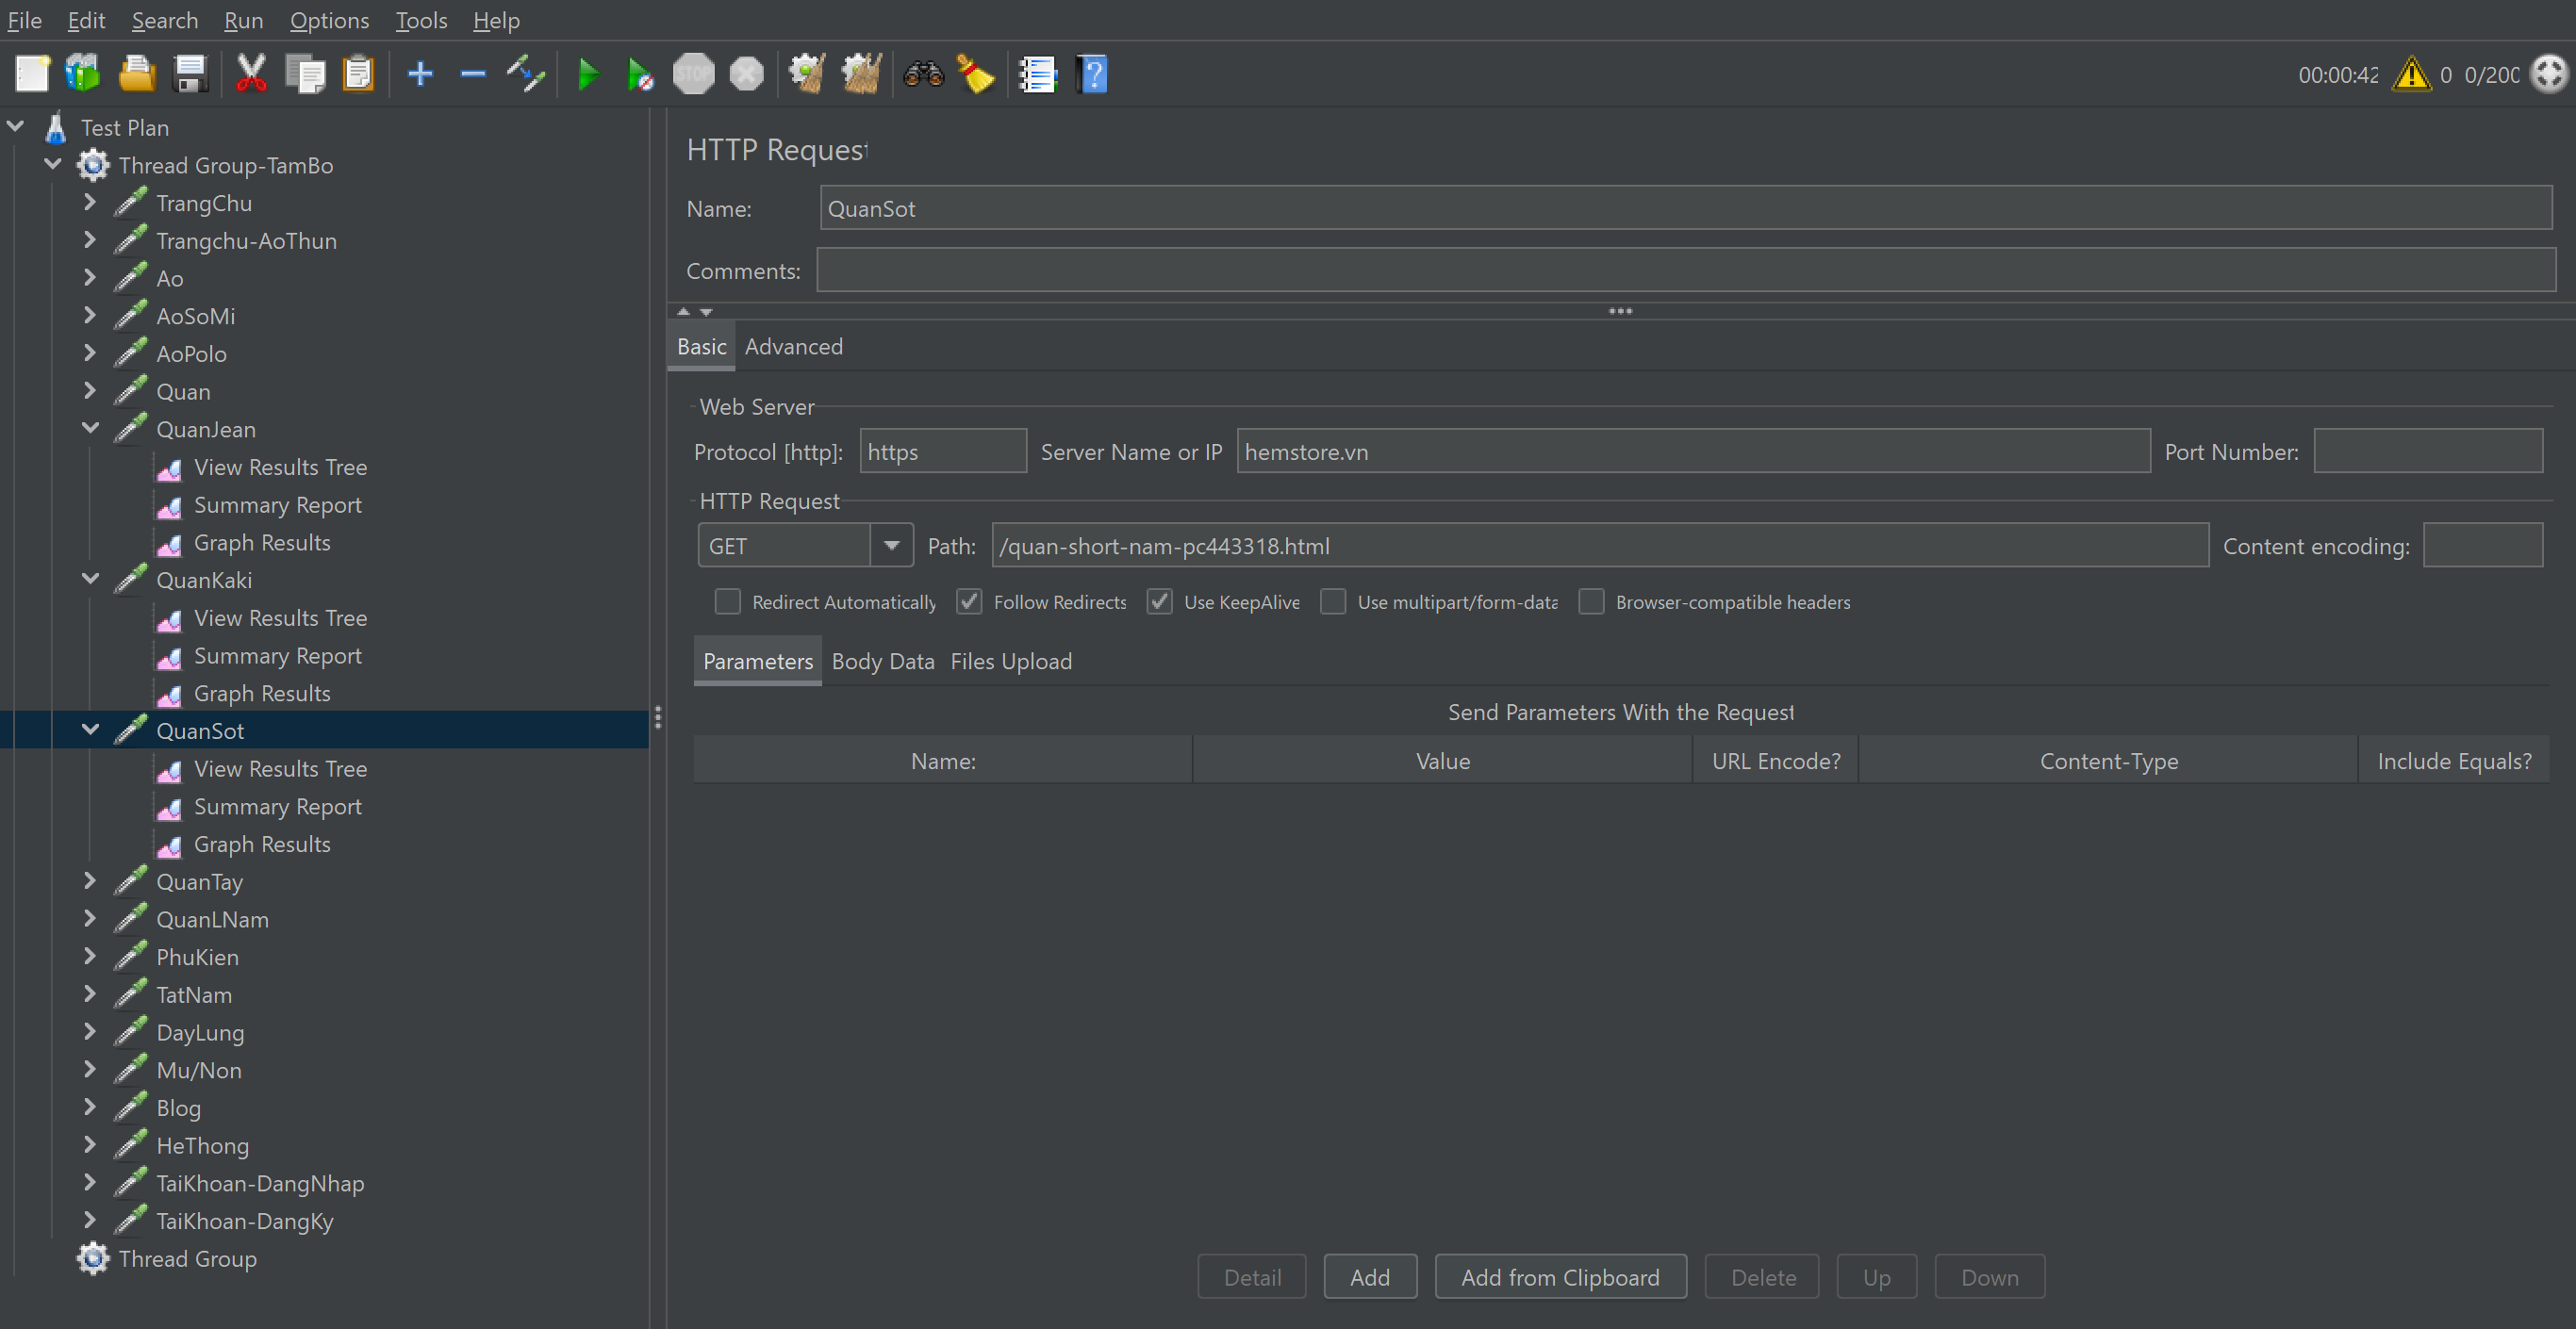 File Edit Search Run Options Tools Help
STOP
00:00:42 0 0/200
Test Plan
Thread Group-TamBo
TrangChu
Trangchu-AoThun
Ao
AoSoMi
AoPolo
Quan
QuanJean
View Results Tree
Summary Report
Graph Results
QuanKaki
View Results Tree
Summary Report
Graph Results
QuanSot
View Results Tree
Summary Report
Graph Results
QuanTay
QuanLNam
PhuKien
TatNam
DayLung
Mu/Non
Blog
HeThong
TaiKhoan-DangNhap
TaiKhoan-DangKy
Thread Group
HTTP Request
Name: QuanSot
Comments:
Basic Advanced
Web Server
Protocol [http]: https Server Name or IP hemstore.vn Port Number:
HTTP Request
GET Path: /quan-short-nam-pc443318.html Content encoding:
Redirect Automatically Follow Redirects Use KeepAlive Use multipart/form-data Browser-compatible headers
Parameters Body Data Files Upload
Send Parameters With the Request
Name: Value URL Encode? Content-Type Include Equals?
Detail Add Add from Clipboard Delete Up Down